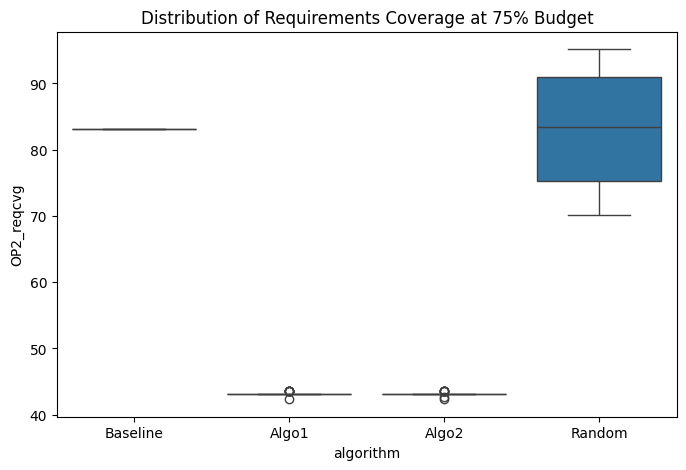 Distribution of Requirements Coverage at 75% Budget
OP2_reqcvg
90
80
70
60
50
40
Baseline
Algo1
Algo2
Random
algorithm